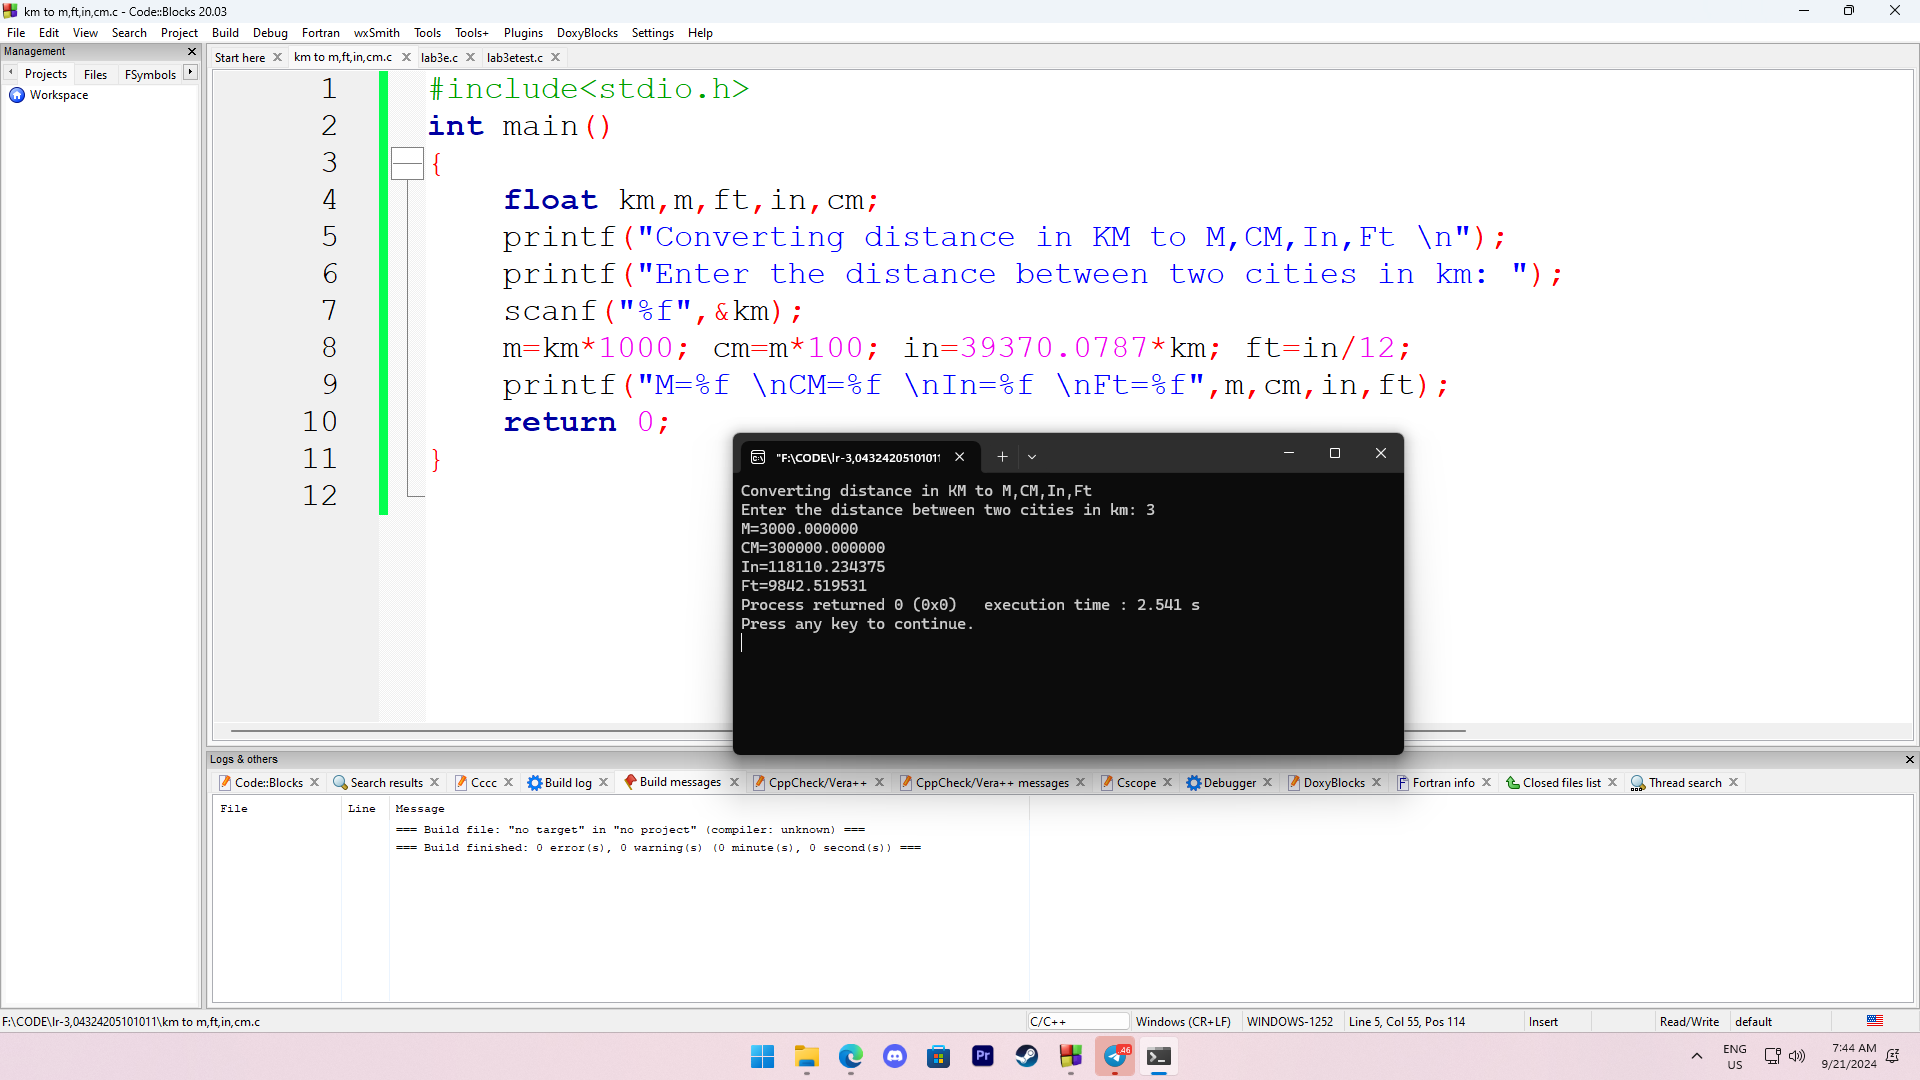 km to m,ft,in,cm.c - Code::Blocks 20.03
File Edit View Search Project Build Debug Fortran wxSmith Tools Tools+ Plugins DoxyBlocks Settings Help
Management
Projects Files FSymbols
Workspace
Start here km to m,ft,in,cm.c lab3e.c lab3etest.c
1 #include<stdio.h>
2 int main()
3 {
4 float km,m,ft,in,cm;
5 printf("Converting distance in KM to M,CM,In,Ft \n");
6 printf("Enter the distance between two cities in km: ");
7 scanf("%f",&km);
8 m=km*1000; cm=m*100; in=39370.0787*km; ft=in/12;
9 printf("M=%f \nCM=%f \nIn=%f \nFt=%f",m,cm,in,ft);
10 return 0;
11 }
12
"F:\CODE\lr-3,04324205101011
Converting distance in KM to M,CM,In,Ft
Enter the distance between two cities in km: 3
M=3000.000000
CM=300000.000000
In=118110.234375
Ft=9842.519531
Process returned 0 (0x0)   execution time : 2.541 s
Press any key to continue.
Logs & others
Code::Blocks Search results Cccc Build log Build messages CppCheck/Vera++ CppCheck/Vera++ messages Cscope Debugger DoxyBlocks Fortran info Closed files list Thread search
File Line Message
=== Build file: "no target" in "no project" (compiler: unknown) ===
=== Build finished: 0 error(s), 0 warning(s) (0 minute(s), 0 second(s)) ===
F:\CODE\lr-3,04324205101011\km to m,ft,in,cm.c C/C++ Windows (CR+LF) WINDOWS-1252 Line 5, Col 55, Pos 114 Insert Read/Write default
Pr
46
ENG
US
7:44 AM
9/21/2024